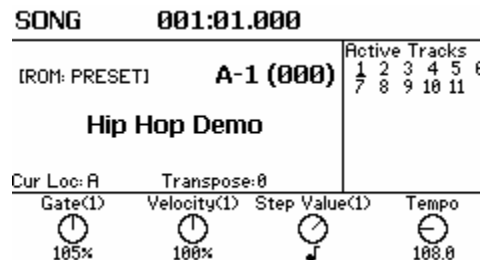 SONG 001:01.000
[ROM: PRESET] A-1 (000)
Hip Hop Demo
Cur Loc:A Transpose:0
Active Tracks
1 2 3 4 5 6
7 8 9 10 11
Gate(1) Velocity(1) Step Value(1) Tempo
105% 100% 108.0